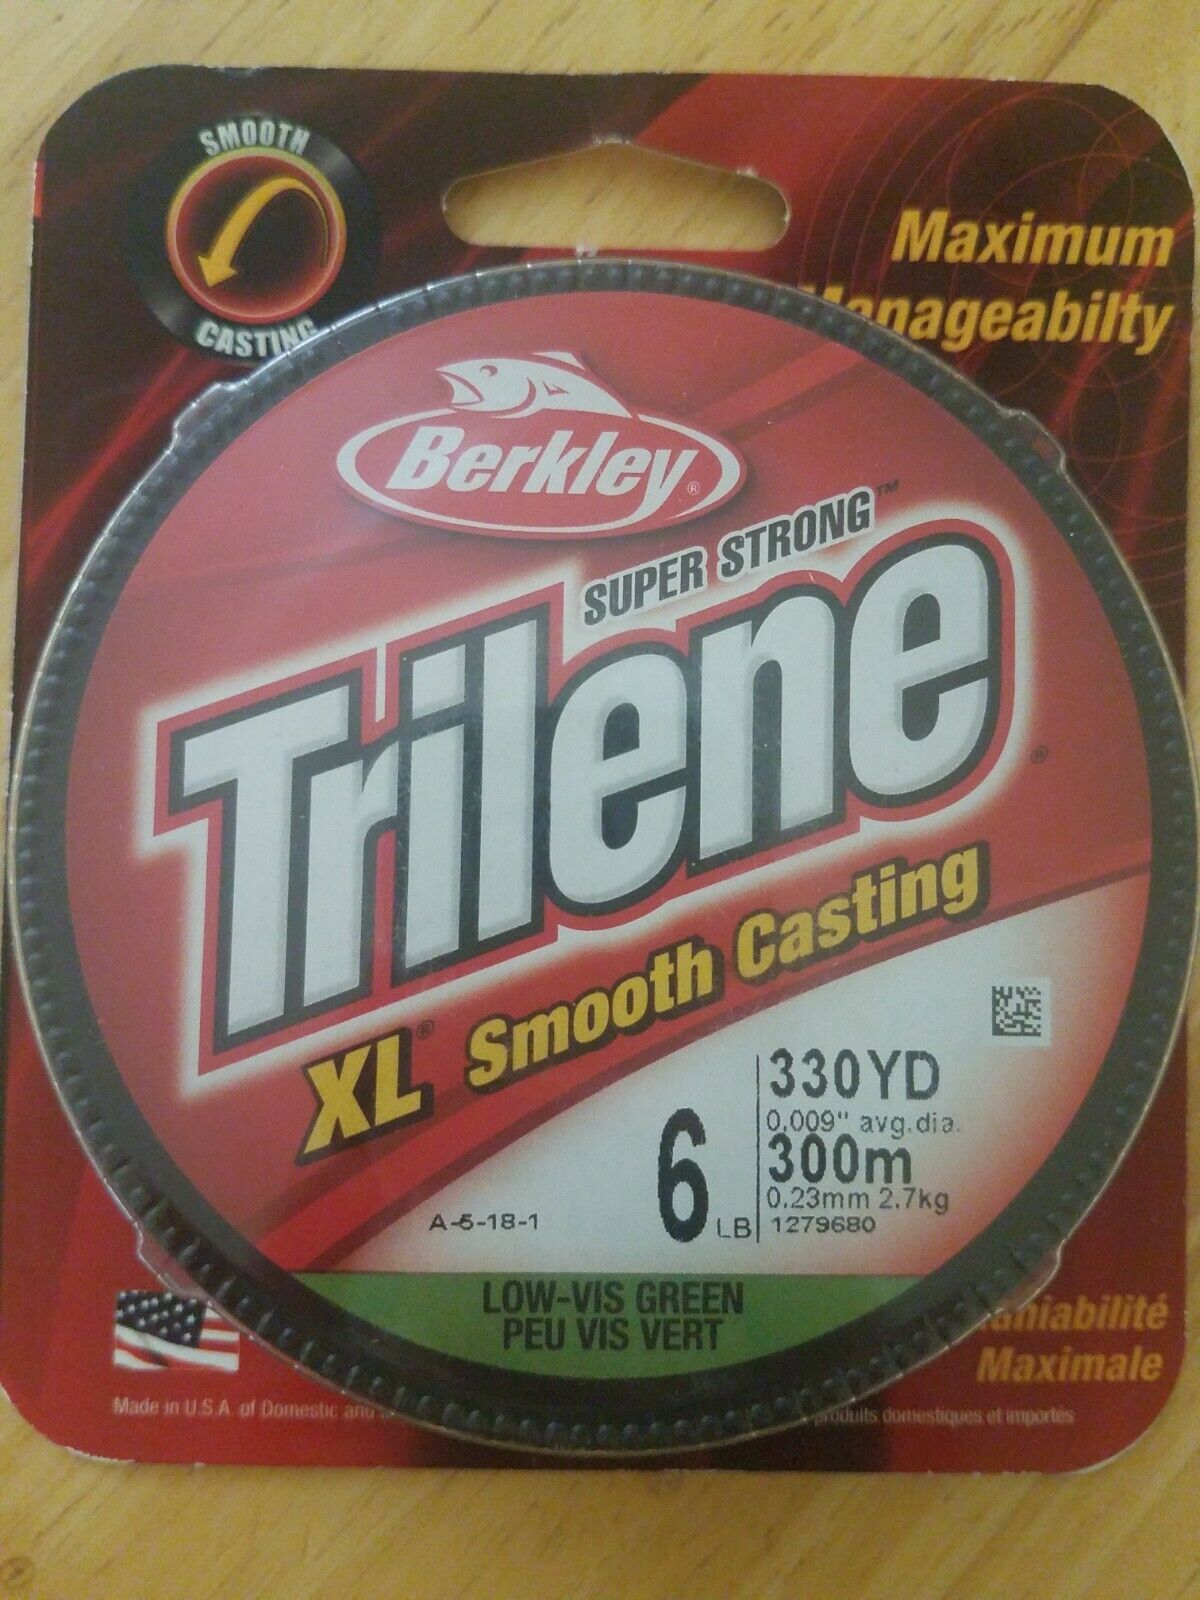 SMOOTH
CASTING
Maximum
Manageabilty
Berkley®
SUPER STRONG™
Trilene®
XL® Smooth Casting
330YD
0.009" avg.dia.
300m
0.23mm 2.7kg
1279680
6 LB
A-5-18-1
LOW-VIS GREEN
PEU VIS VERT
Maximale
Made in U.S.A. of Domestic and
produits domestiques et importés